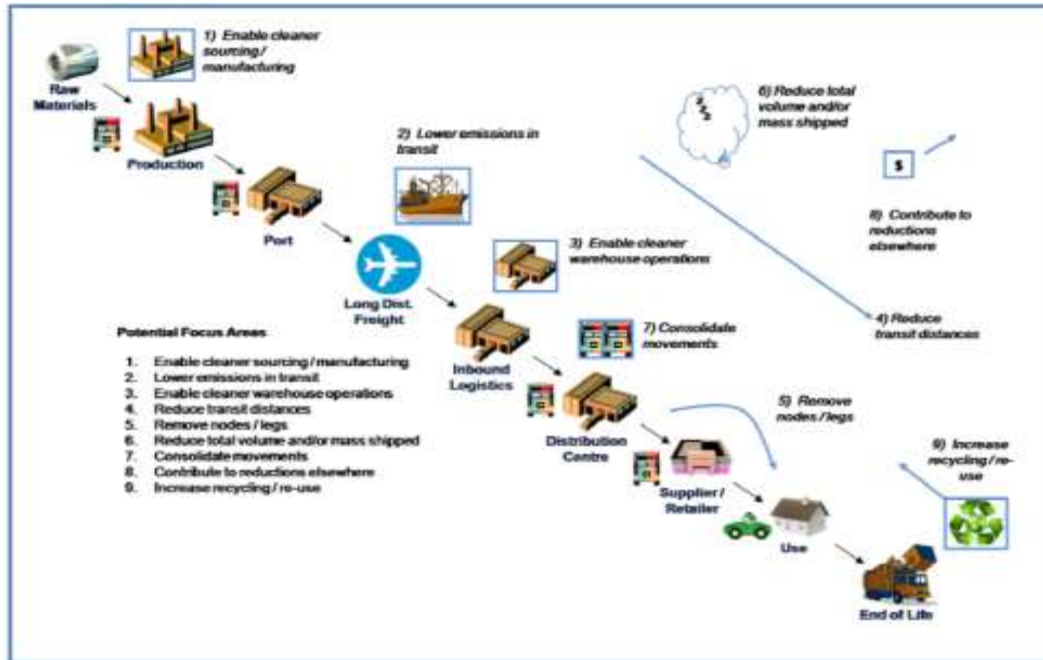 1) Enable cleaner
sourcing /
manufacturing
Raw
Materials
Production
2) Lower emissions in
transit
6) Reduce total
volume and/or
mass shipped
$
8) Contribute to
reductions
elsewhere
Port
3) Enable cleaner
warehouse operations
Long Dist.
Freight
4) Reduce
transit distances
7) Consolidate
movements
Inbound
Logistics
Potential Focus Areas
1. Enable cleaner sourcing / manufacturing
2. Lower emissions in transit
3. Enable cleaner warehouse operations
4. Reduce transit distances
5. Remove nodes / legs
6. Reduce total volume and/or mass shipped
7. Consolidate movements
8. Contribute to reductions elsewhere
9. Increase recycling / re-use
5) Remove
nodes / legs
Distribution
Centre
9) Increase
recycling / re-
use
Supplier /
Retailer
Use
End of Life